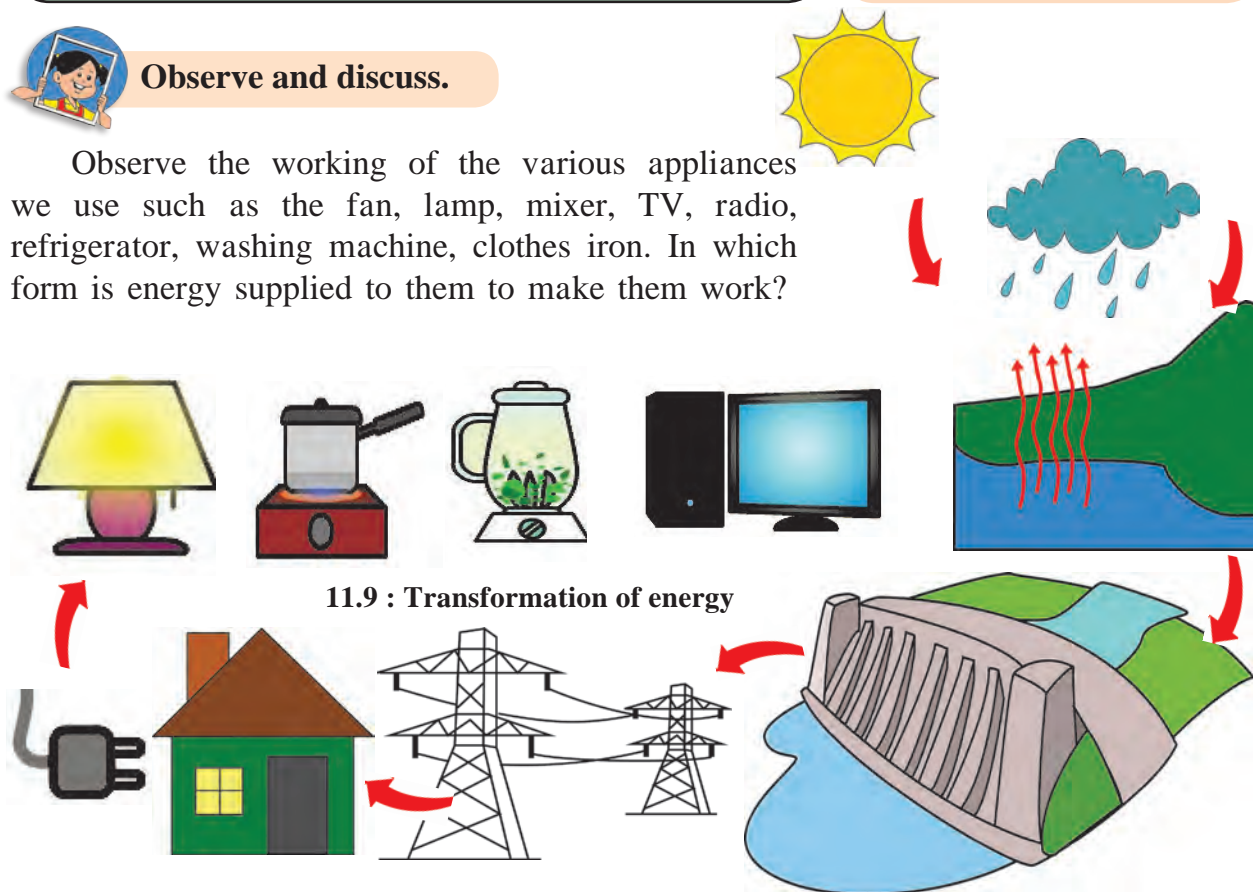 Observe and discuss.
Observe the working of the various appliances
we use such as the fan, lamp, mixer, TV, radio,
refrigerator, washing machine, clothes iron. In which
form is energy supplied to them to make them work?
11.9 : Transformation of energy